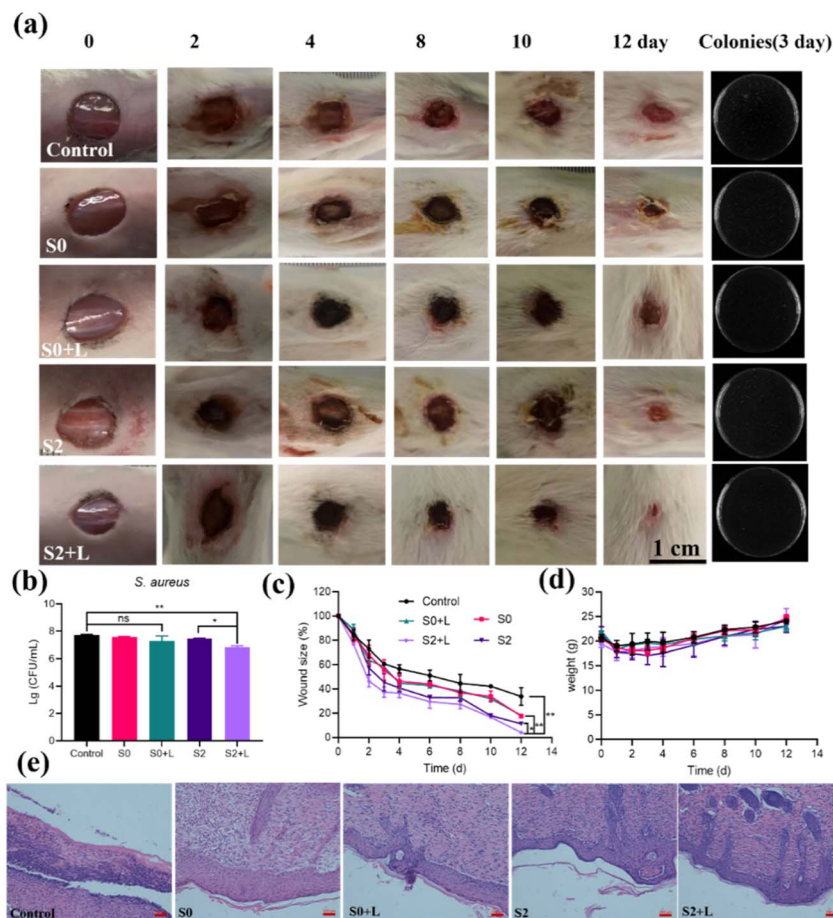 (a)
0 2 4 8 10 12 day Colonies(3 day)
Control
S0
S0+L
S2
S2+L
1 cm
(b)
S. aureus
**
ns
*
Lg (CFU/mL)
10
8
6
4
2
0
Control S0 S0+L S2 S2+L
(c)
Control
S0+L S0
S2+L S2
Wound size (%)
120
100
80
60
40
20
0
0 2 4 6 8 10 12 14
Time (d)
*
**
**
(d)
weight (g)
30
25
20
15
10
5
0
0 2 4 6 8 10 12 14
Time (d)
(e)
Control S0 S0+L S2 S2+L